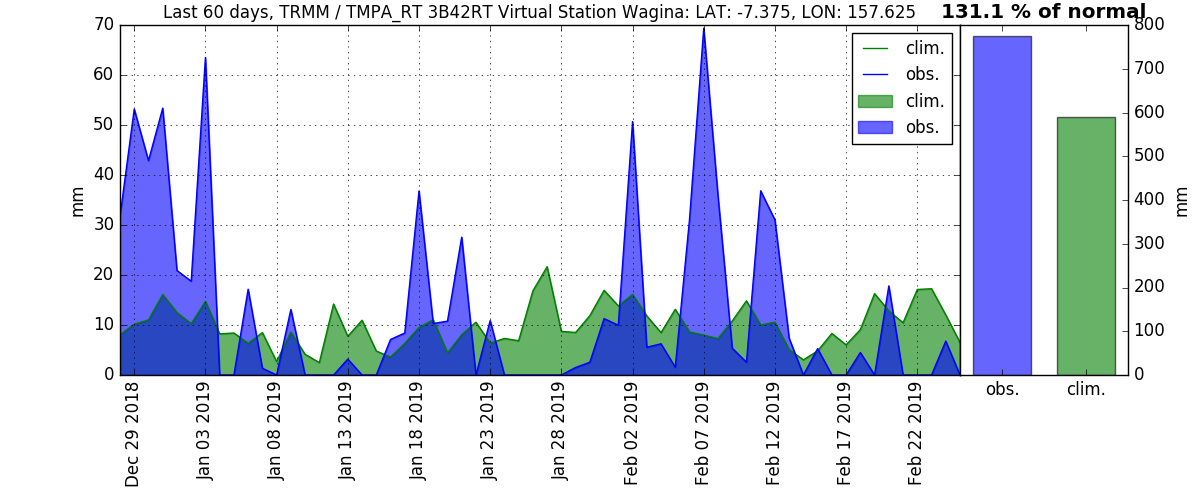 Last 60 days, TRMM / TMPA_RT 3B42RT Virtual Station Wagina: LAT: -7.375, LON: 157.625
131.1 % of normal
70
60
50
40
30
20
10
0
mm
clim.
obs.
clim.
obs.
Dec 29 2018
Jan 03 2019
Jan 08 2019
Jan 13 2019
Jan 18 2019
Jan 23 2019
Jan 28 2019
Feb 02 2019
Feb 07 2019
Feb 12 2019
Feb 17 2019
Feb 22 2019
800
700
600
500
400
300
200
100
0
mm
obs.
clim.